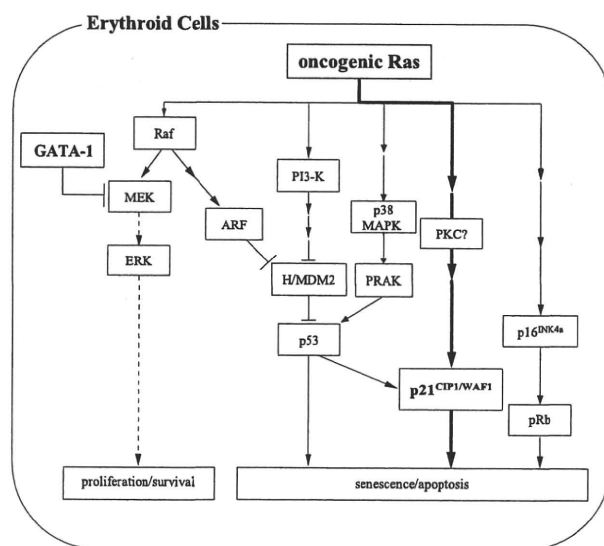 Erythroid Cells
oncogenic Ras
Raf
GATA-1
PI3-K
MEK
p38
MAPK
ARF
PKC?
ERK
H/MDM2
PRAK
p53
p16INK4a
p21CIP1/WAF1
pRb
proliferation/survival
senescence/apoptosis